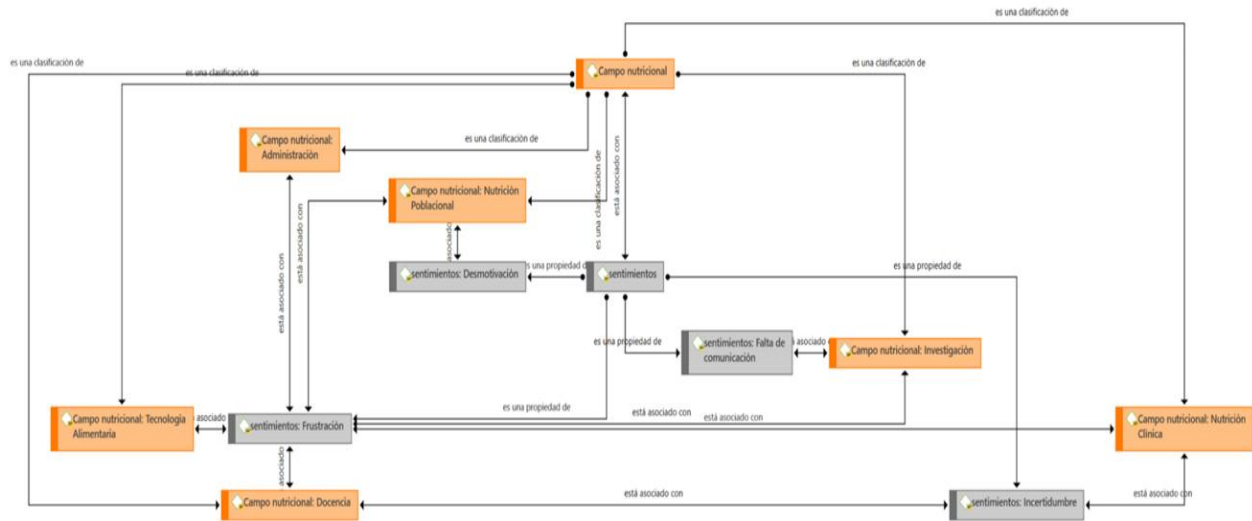 es una clasificación de
es una clasificación de
es una clasificación de
Campo nutricional
es una clasificación de
es una clasificación de
Campo nutricional:
Administración
es una clasificación de
está asociado con
Campo nutricional: Nutrición
Poblacional
está asociado con
está asociado con
asociado
sentimientos: Desmotivación
es una propiedad de
sentimientos
es una propiedad de
es una propiedad de
sentimientos: Falta de
comunicación
asociado
Campo nutricional: Investigación
es una propiedad de
está asociado con
está asociado con
Campo nutricional: Tecnología
Alimentaria
asociado
sentimientos: Frustración
Campo nutricional: Nutrición
Clínica
asociado
Campo nutricional: Docencia
está asociado con
sentimientos: Incertidumbre
está asociado con